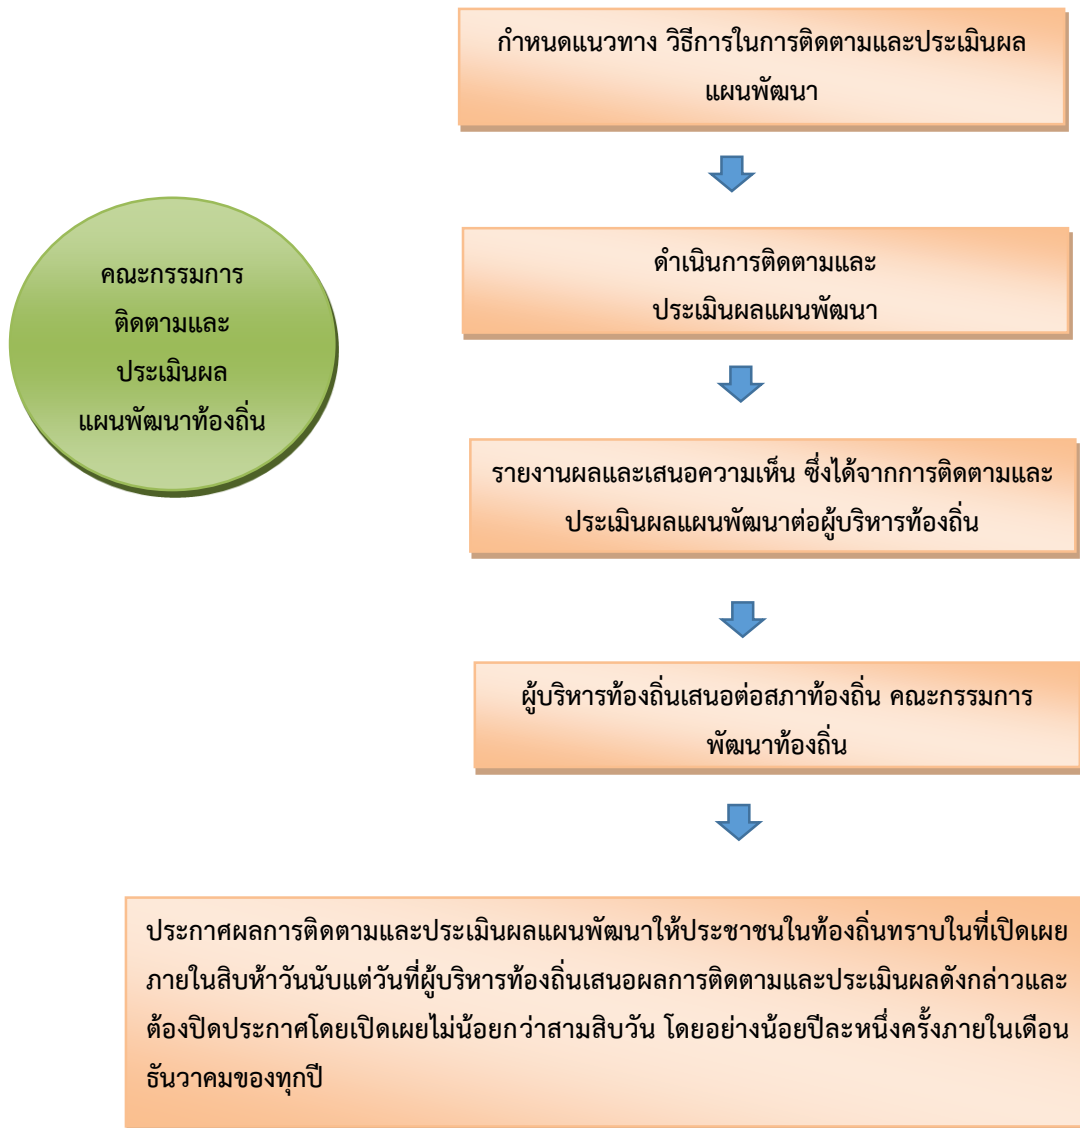 กำหนดแนวทาง วิธีการในการติดตามและประเมินผล
แผนพัฒนา
คณะกรรมการ
ติดตามและ
ประเมินผล
แผนพัฒนาท้องถิ่น
ดำเนินการติดตามและ
ประเมินผลแผนพัฒนา
รายงานผลและเสนอความเห็น ซึ่งได้จากการติดตามและ
ประเมินผลแผนพัฒนาต่อผู้บริหารท้องถิ่น
ผู้บริหารท้องถิ่นเสนอต่อสภาท้องถิ่น คณะกรรมการ
พัฒนาท้องถิ่น
ประกาศผลการติดตามและประเมินผลแผนพัฒนาให้ประชาชนในท้องถิ่นทราบในที่เปิดเผย
ภายในสิบห้าวันนับแต่วันที่ผู้บริหารท้องถิ่นเสนอผลการติดตามและประเมินผลดังกล่าวและ
ต้องปิดประกาศโดยเปิดเผยไม่น้อยกว่าสามสิบวัน โดยอย่างน้อยปีละหนึ่งครั้งภายในเดือน
ธันวาคมของทุกปี